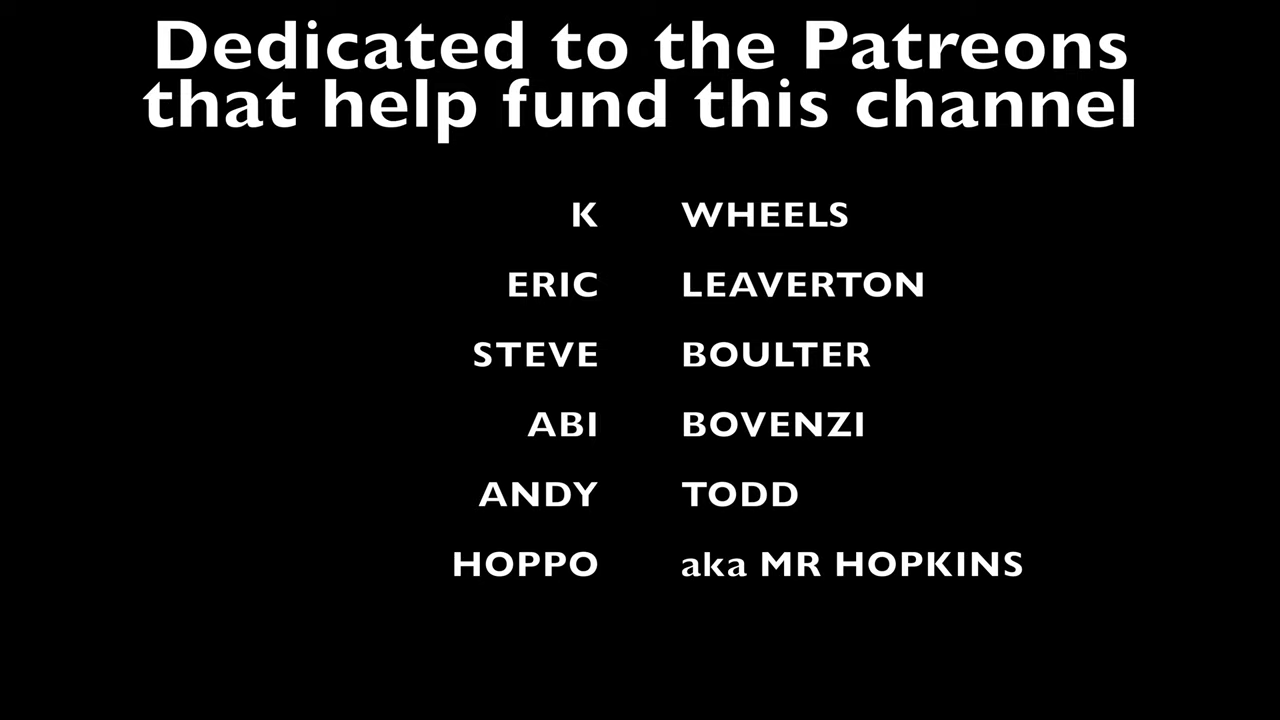 Dedicated to the Patreons
that help fund this channel
K WHEELS
ERIC LEAVERTON
STEVE BOULTER
ABI BOVENZI
ANDY TODD
HOPPO aka MR HOPKINS